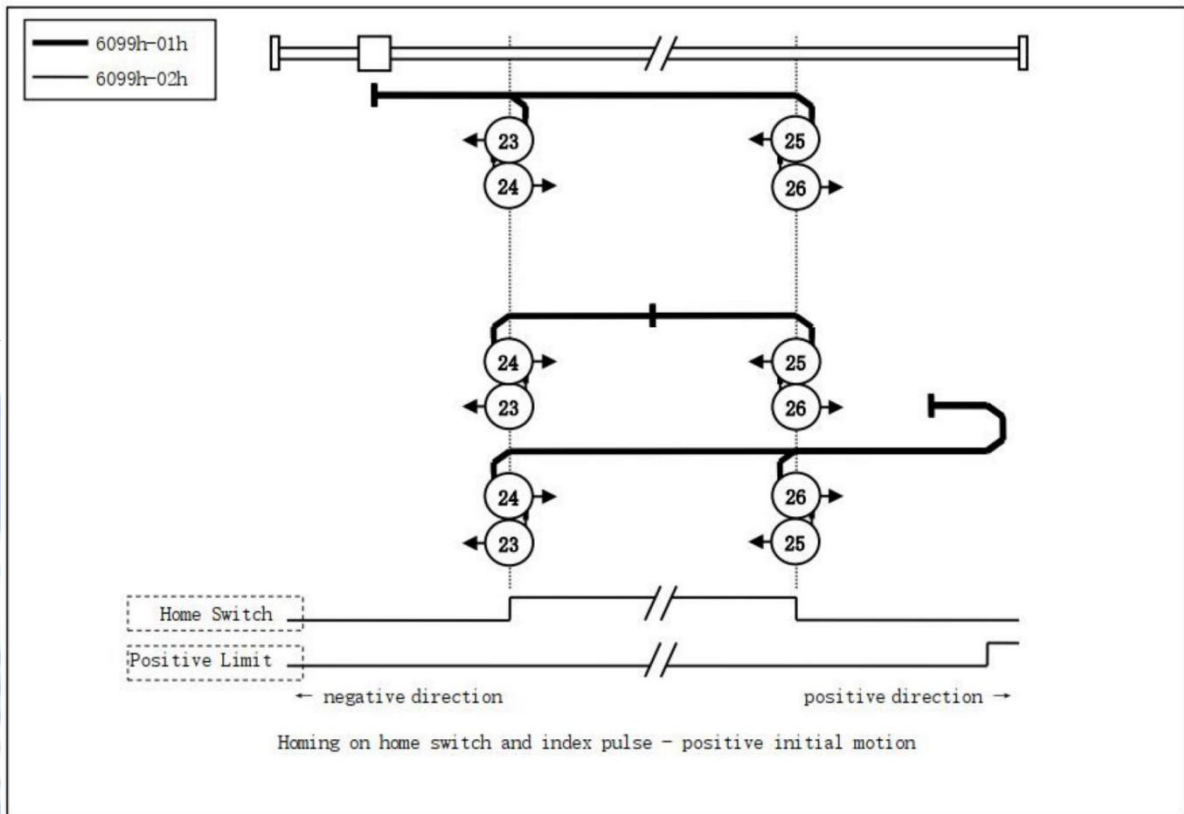 6099h-01h
6099h-02h
23
25
24
26
24
25
23
26
24
26
23
25
Home Switch
Positive Limit
← negative direction
positive direction →
Homing on home switch and index pulse - positive initial motion